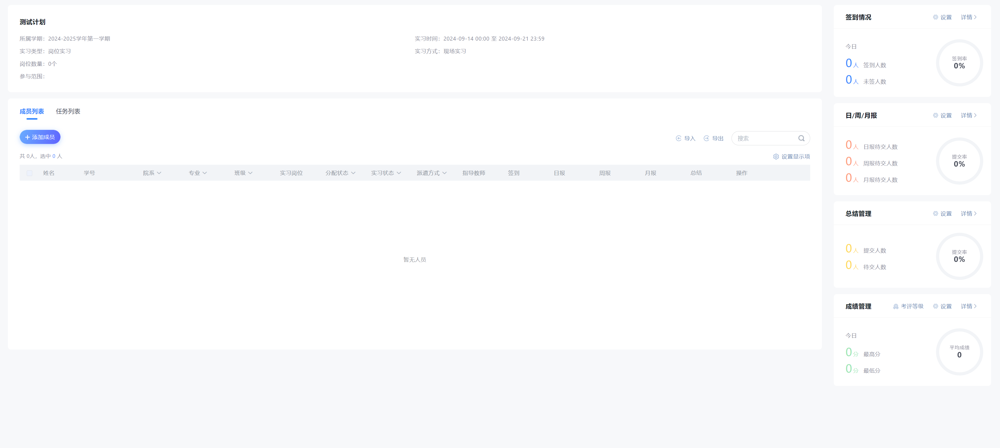 测试计划
所属学期：2024-2025学年第一学期
实习时间：2024-09-14 00:00 至 2024-09-21 23:59
实习类型：岗位实习
实习方式：现场实习
岗位数量：0个
参与范围：
成员列表 任务列表
添加成员
导入 导出 搜索
共 0人，选中 0 人
设置显示项
姓名 学号 院系 专业 班级 实习岗位 分配状态 实习状态 派遣方式 指导教师 签到 日报 周报 月报 总结 操作
暂无人员
签到情况 设置 详情
今日
0人 签到人数
0人 未签人数
签到率
0%
日/周/月报 设置 详情
0人 日报待交人数
0人 周报待交人数
0人 月报待交人数
提交率
0%
总结管理 设置 详情
0人 提交人数
0人 待交人数
提交率
0%
成绩管理 考评等级 设置 详情
今日
0分 最高分
0分 最低分
平均成绩
0